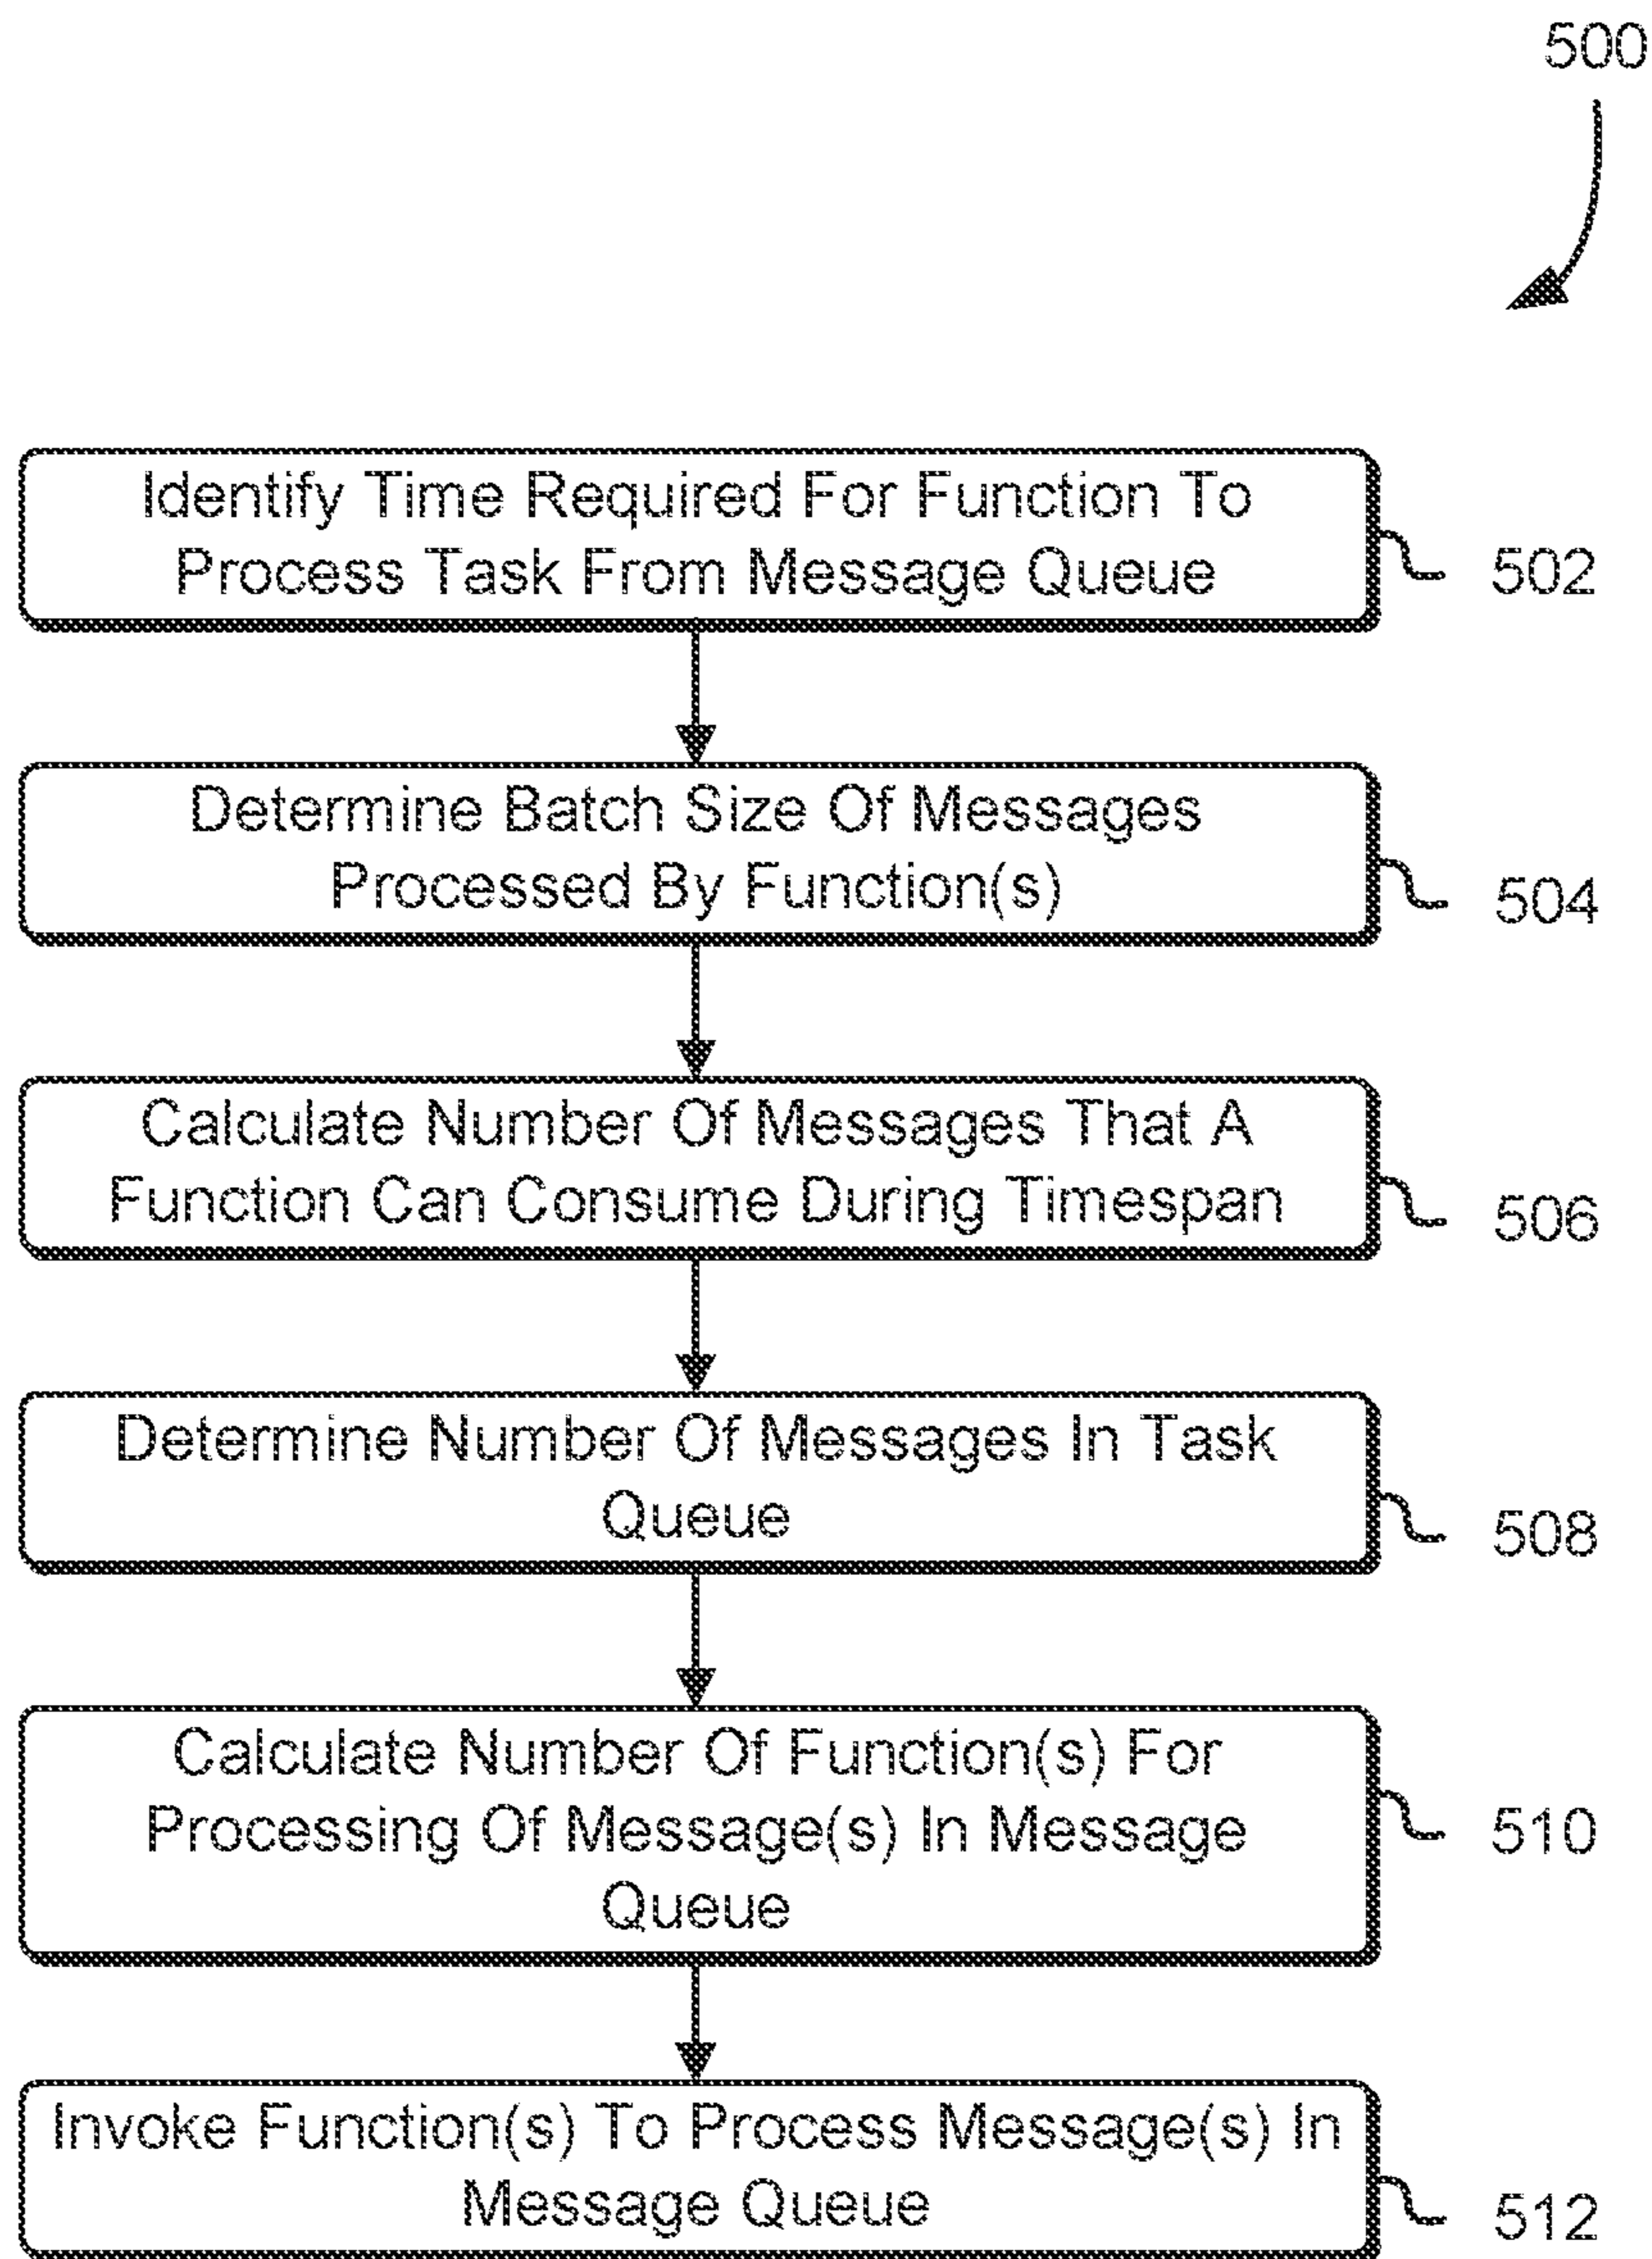 500
Identify Time Required For Function To
Process Task From Message Queue
502
Determine Batch Size Of Messages
Processed By Function(s)
504
Calculate Number Of Messages That A
Function Can Consume During Timespan
506
Determine Number Of Messages In Task
Queue
508
Calculate Number Of Function(s) For
Processing Of Message(s) In Message
Queue
510
Invoke Function(s) To Process Message(s) In
Message Queue
512